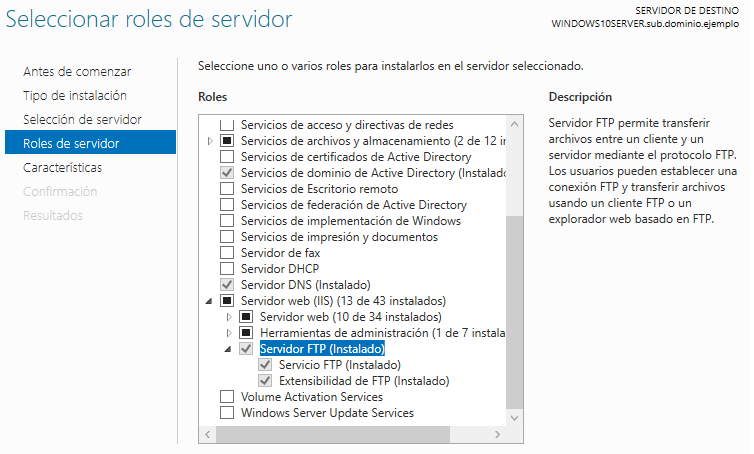 Seleccionar roles de servidor
SERVIDOR DE DESTINO
WINDOWS10SERVER.sub.dominio.ejemplo
Antes de comenzar
Tipo de instalación
Selección de servidor
Roles de servidor
Características
Confirmación
Resultados
Seleccione uno o varios roles para instalarlos en el servidor seleccionado.
Roles
Servicios de acceso y directivas de redes
Servicios de archivos y almacenamiento (2 de 12 in
Servicios de certificados de Active Directory
Servicios de dominio de Active Directory (Instalado
Servicios de Escritorio remoto
Servicios de federación de Active Directory
Servicios de implementación de Windows
Servicios de impresión y documentos
Servidor de fax
Servidor DHCP
Servidor DNS (Instalado)
Servidor web (IIS) (13 de 43 instalados)
Servidor web (10 de 34 instalados)
Herramientas de administración (1 de 7 instala
Servidor FTP (Instalado)
Servicio FTP (Instalado)
Extensibilidad de FTP (Instalado)
Volume Activation Services
Windows Server Update Services
Descripción
Servidor FTP permite transferir
archivos entre un cliente y un
servidor mediante el protocolo FTP.
Los usuarios pueden establecer una
conexión FTP y transferir archivos
usando un cliente FTP o un
explorador web basado en FTP.